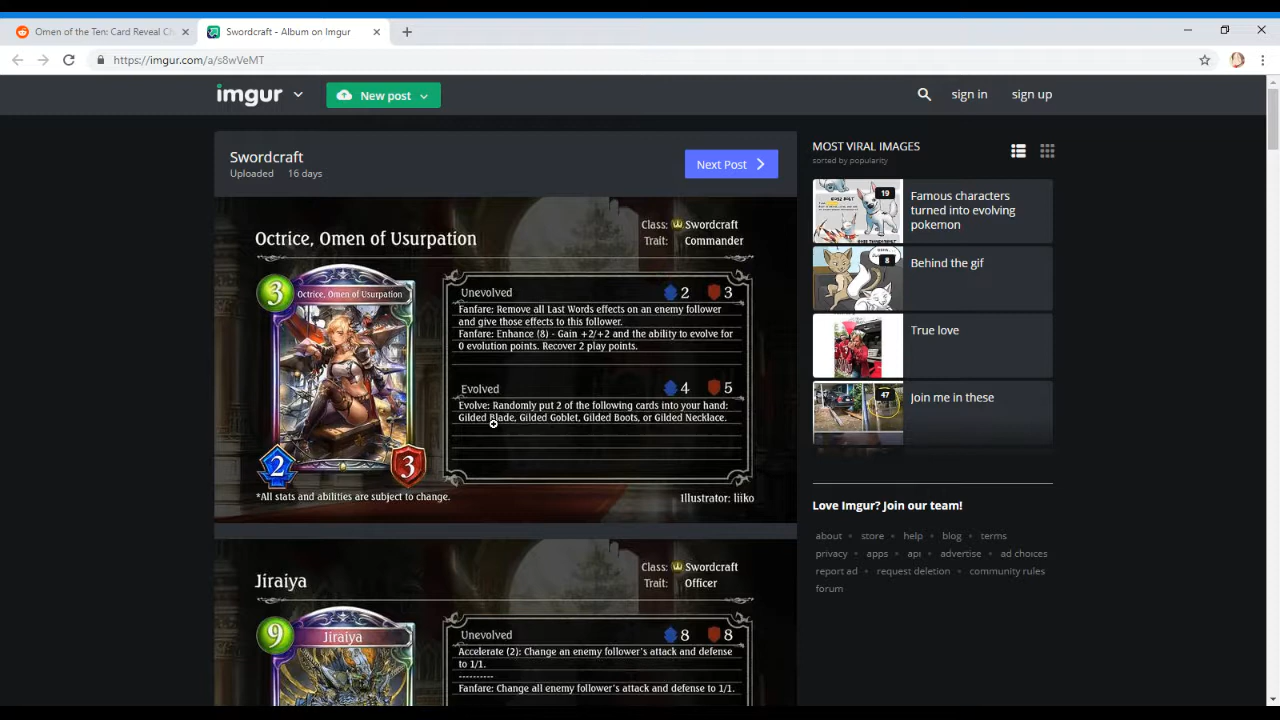 Omen of the Ten: Card Reveal Ch
Swordcraft - Album on Imgur
https://imgur.com/a/s8wVeMT
imgur
New post
sign in
sign up
Swordcraft
Uploaded 16 days
Next Post
Octrice, Omen of Usurpation
Class: Swordcraft
Trait: Commander
3
Octrice, Omen of Usurpation
2
3
Unevolved 2 3
Fanfare: Remove all Last Words effects on an enemy follower
and give those effects to this follower.
Fanfare: Enhance (8) - Gain +2/+2 and the ability to evolve for
0 evolution points. Recover 2 play points.
Evolved 4 5
Evolve: Randomly put 2 of the following cards into your hand:
Gilded Blade, Gilded Goblet, Gilded Boots, or Gilded Necklace.
*All stats and abilities are subject to change.
Illustrator: liiko
Jiraiya
Class: Swordcraft
Trait: Officer
9
Jiraiya
Unevolved 8 8
Accelerate (2): Change an enemy follower's attack and defense
to 1/1.
----------
Fanfare: Change all enemy follower's attack and defense to 1/1.
MOST VIRAL IMAGES
sorted by popularity
19
Famous characters
turned into evolving
pokemon
8
Behind the gif
True love
47
Join me in these
Love Imgur? Join our team!
about store help blog terms
privacy apps api advertise ad choices
report ad request deletion community rules
forum